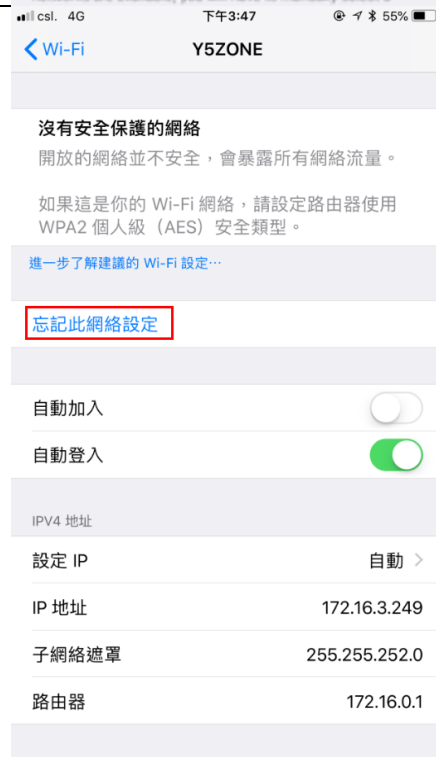 csl. 4G 下午3:47 55%
Wi-Fi Y5ZONE
沒有安全保護的網絡
開放的網絡並不安全，會暴露所有網絡流量。
如果這是你的 Wi-Fi 網絡，請設定路由器使用
WPA2 個人級（AES）安全類型。
進一步了解建議的 Wi-Fi 設定…
忘記此網絡設定
自動加入
自動登入
IPV4 地址
設定 IP 自動
IP 地址 172.16.3.249
子網絡遮罩 255.255.252.0
路由器 172.16.0.1